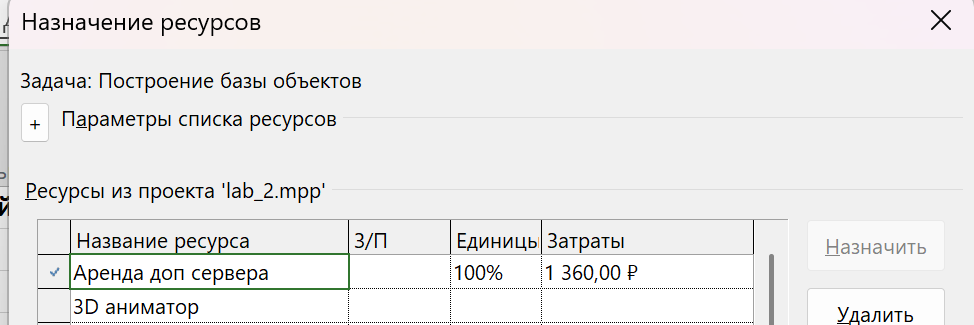 Назначение ресурсов
Задача: Построение базы объектов
+ Параметры списка ресурсов
Ресурсы из проекта 'lab_2.mpp'
Название ресурса З/П Единицы Затраты
Аренда доп сервера 100% 1 360,00 ₽
3D аниматор
Назначить
Удалить